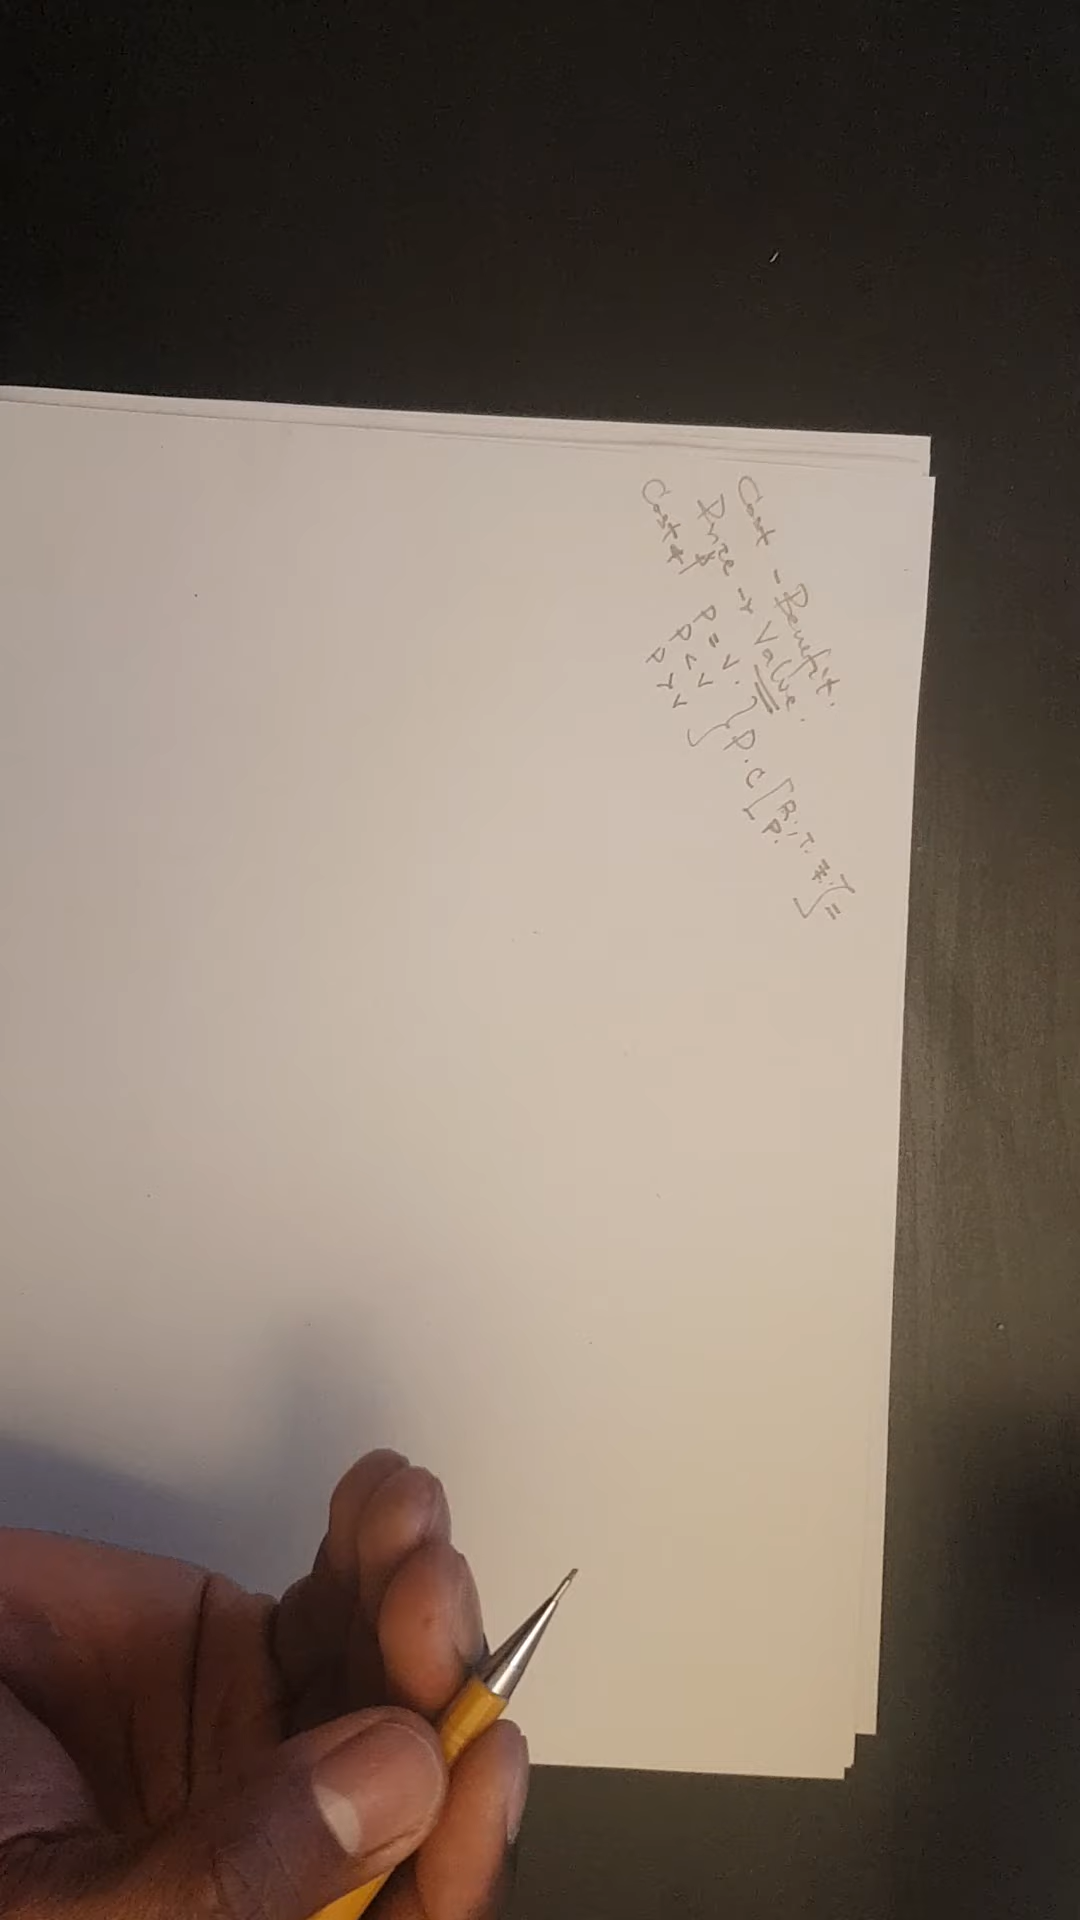 Cost - Benefit.
Price → Value.
Cost +
P = V.
P < V
P > V
} P.C [R., T.
P.
=